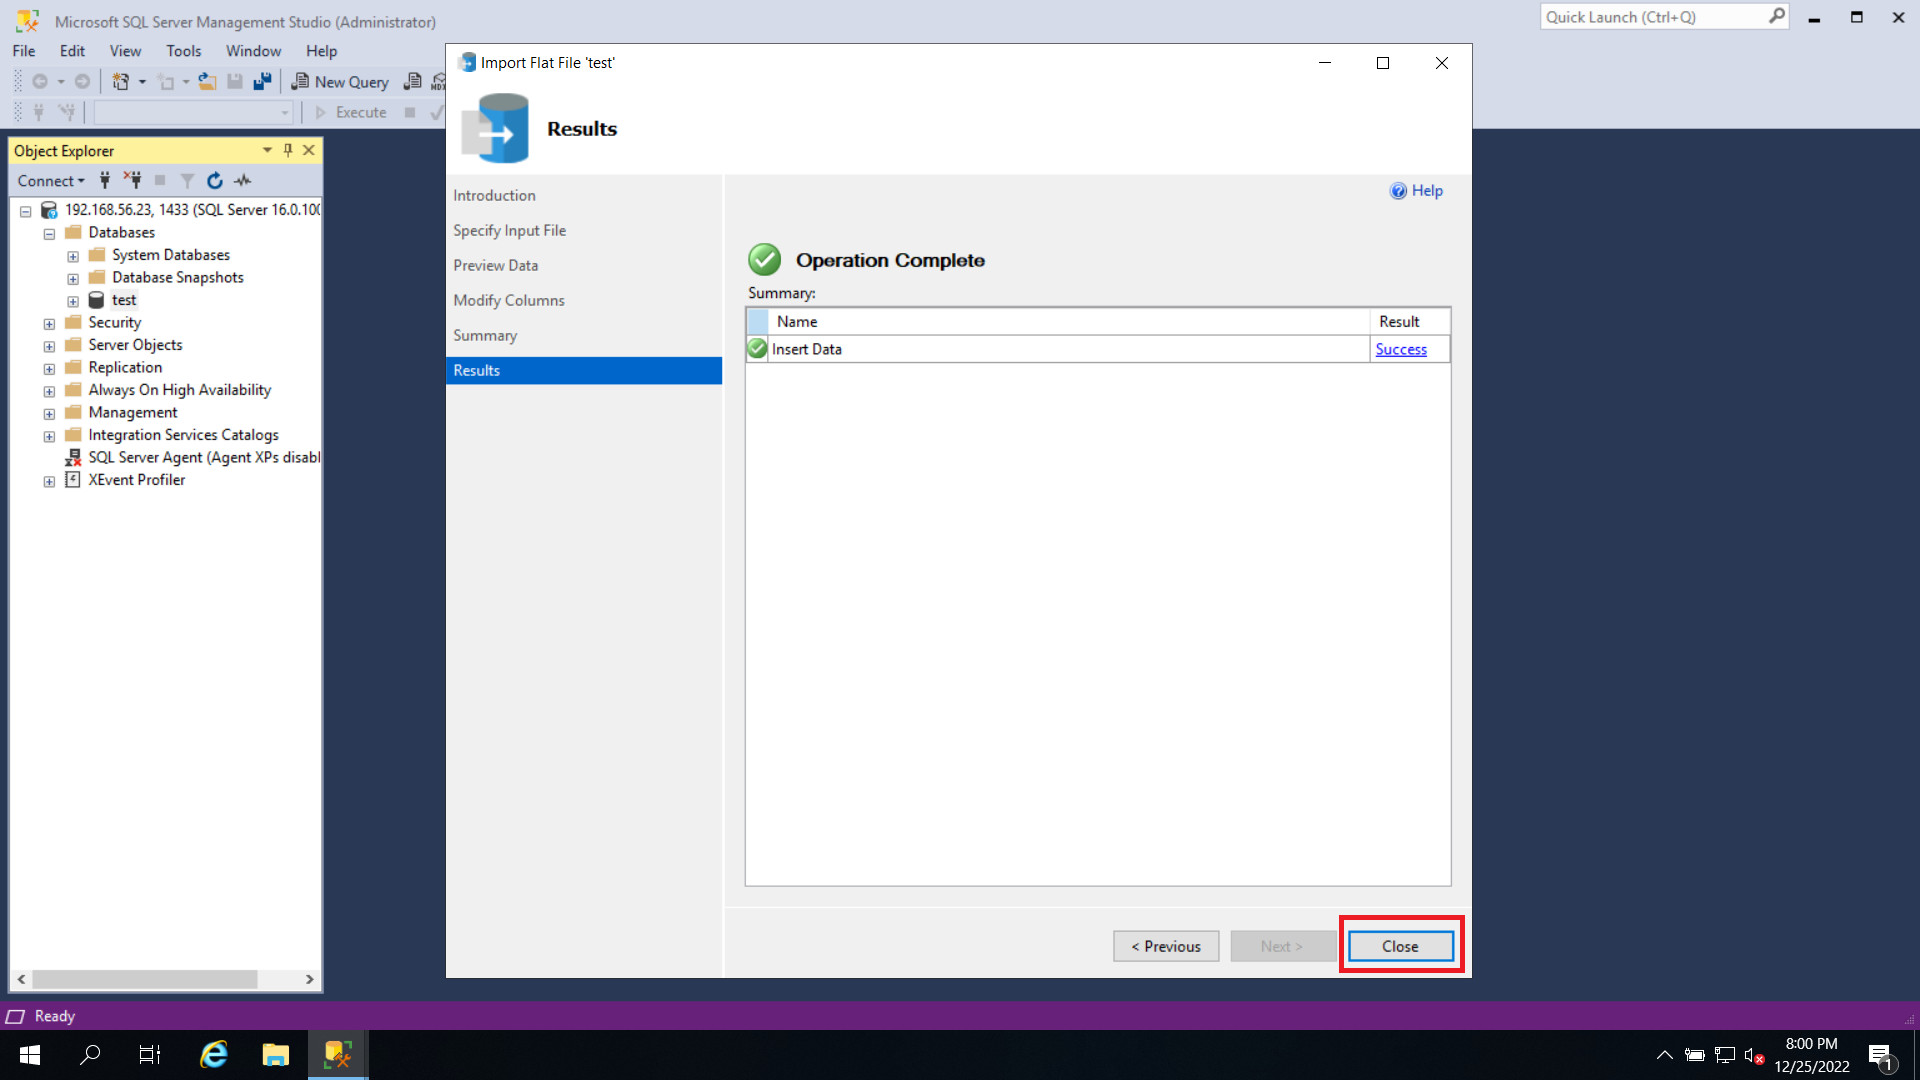 Microsoft SQL Server Management Studio (Administrator)
Quick Launch (Ctrl+Q)
File Edit View Tools Window Help
New Query
Execute
Import Flat File 'test'
Results
Object Explorer
Connect
192.168.56.23, 1433 (SQL Server 16.0.100
Databases
System Databases
Database Snapshots
test
Security
Server Objects
Replication
Always On High Availability
Management
Integration Services Catalogs
SQL Server Agent (Agent XPs disabl
XEvent Profiler
Introduction
Specify Input File
Preview Data
Modify Columns
Summary
Results
Help
Operation Complete
Summary:
Name Result
Insert Data Success
< Previous Next > Close
Ready
8:00 PM
12/25/2022
1